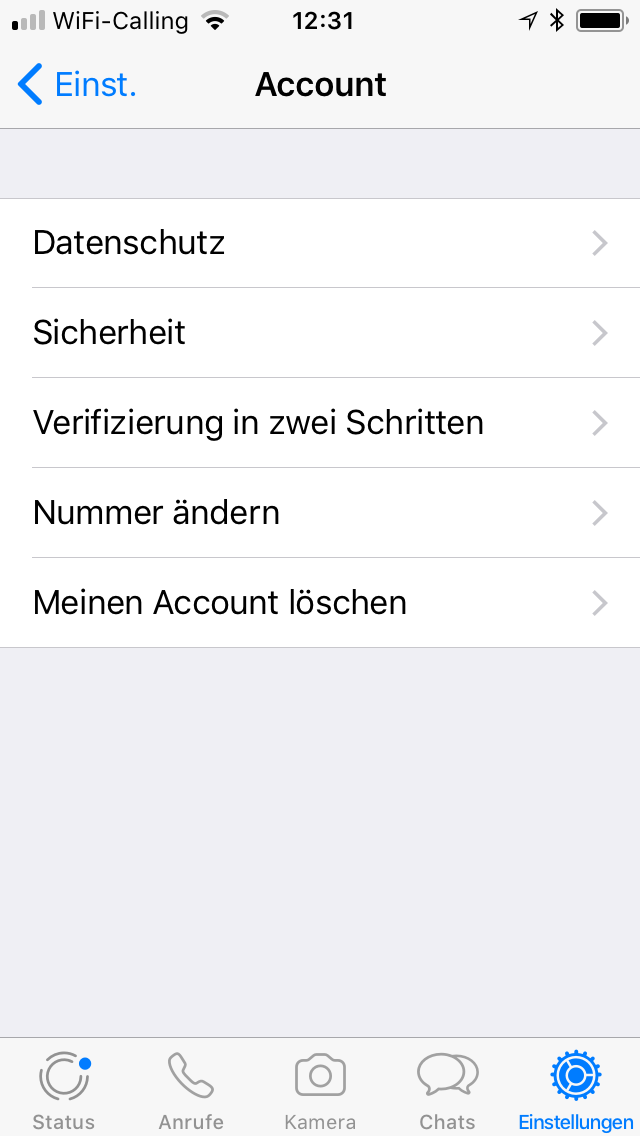 WiFi-Calling 12:31
Einst. Account
Datenschutz
Sicherheit
Verifizierung in zwei Schritten
Nummer ändern
Meinen Account löschen
Status Anrufe Kamera Chats Einstellungen